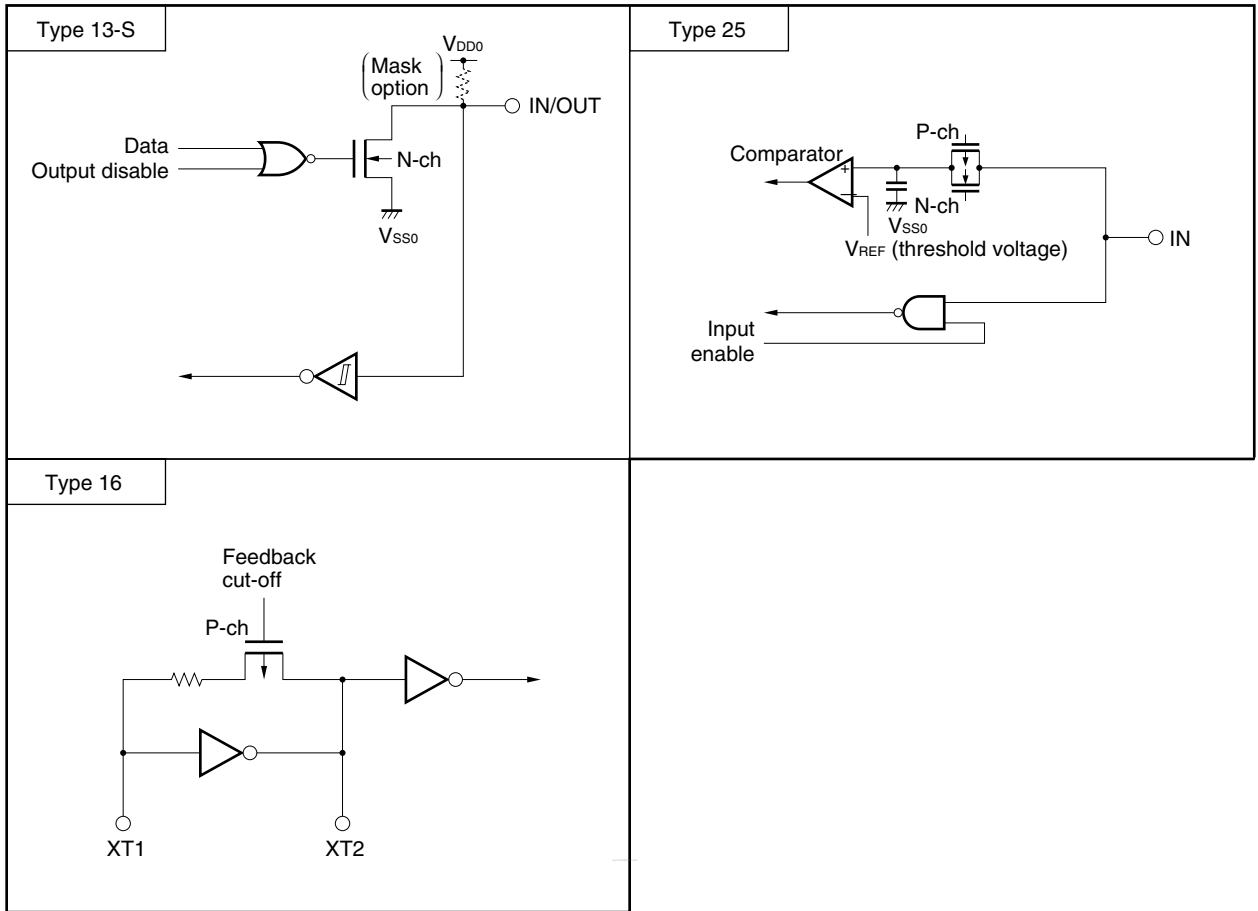 Type 13-S
VDD0
(Mask
option)
IN/OUT
Data
Output disable
N-ch
VSS0
Type 25
P-ch
Comparator
+
−
N-ch
VSS0
VREF (threshold voltage)
IN
Input
enable
Type 16
Feedback
cut-off
P-ch
XT1
XT2